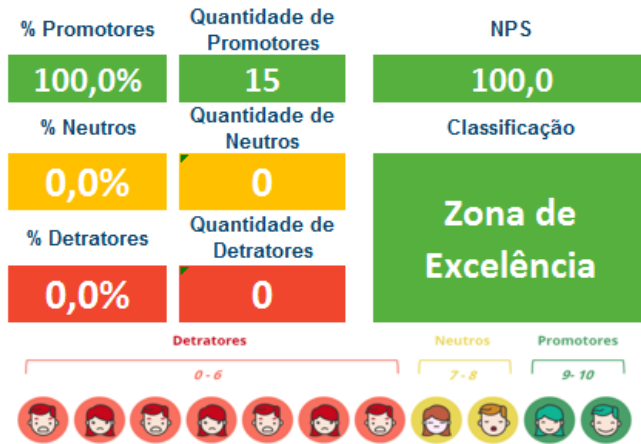 % Promotores
Quantidade de
Promotores
NPS
100,0%
15
100,0
% Neutros
Quantidade de
Neutros
Classificação
0,0%
0
Zona de
Excelência
% Detratores
Quantidade de
Detratores
0,0%
0
Detratores
Neutros
Promotores
0 - 6
7 - 8
9- 10